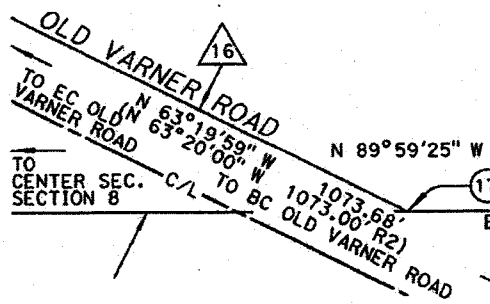 OLD VARNER ROAD
16
N 63°19'59" W 1073.68'
(N 63°20'00" W 1073.00' R2)
TO EC OLD
VARNER ROAD
TO BC OLD VARNER ROAD
C/L
N 89°59'25" W
TO
CENTER SEC.
SECTION 8